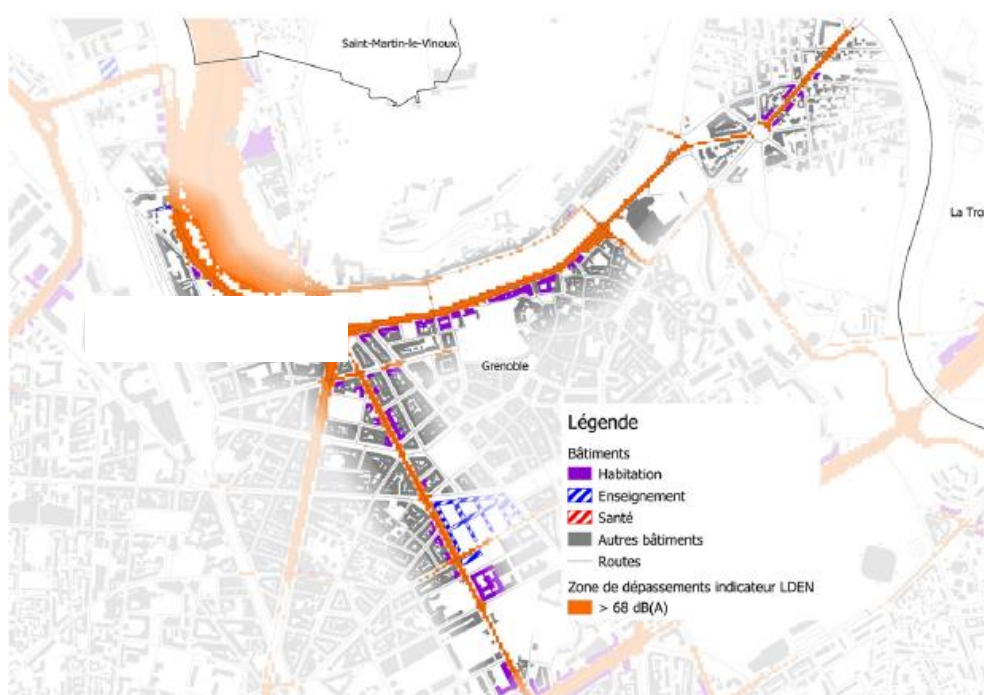 Saint-Martin-le-Vinoux
La Tro
Grenoble
Légende
Bâtiments
Habitation
Enseignement
Santé
Autres bâtiments
Routes
Zone de dépassements indicateur LDEN
> 68 dB(A)